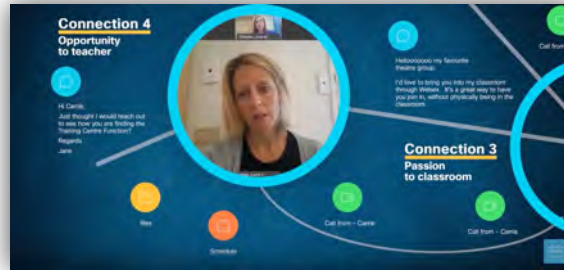 Connection 4
Opportunity
to teacher
Hi Carrie,
Just thought I would reach out
to see how you are finding the
Training Centre Function?
Regards
Jane
Hellooooooo my favourite
theatre group.
I'd love to bring you into my classroom
through Webex. It's a great way to have
you join in, without physically being in the
classroom.
Connection 3
Passion
to classroom
Call from - Carrie
Call from - Carrie
Schedule